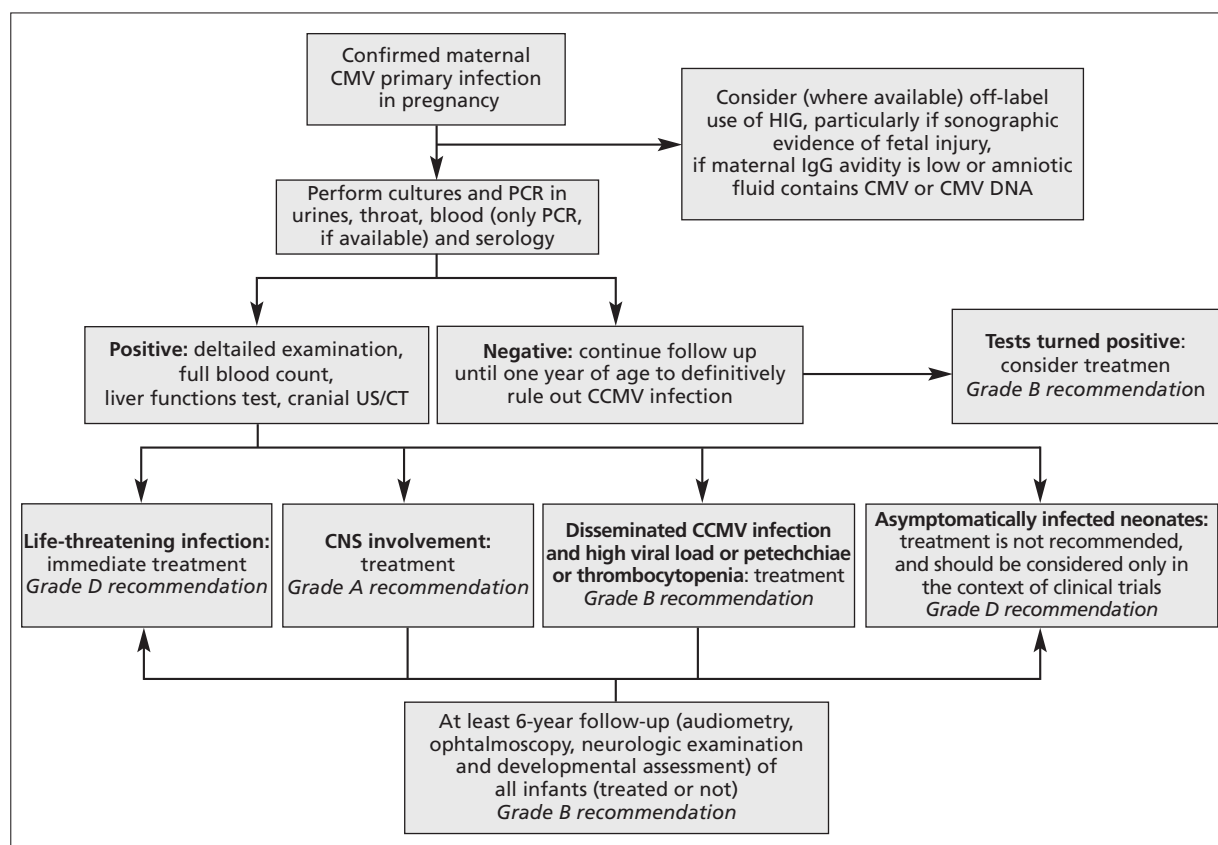 Confirmed maternal
CMV primary infection
in pregnancy
Consider (where available) off-label
use of HIG, particularly if sonographic
evidence of fetal injury,
if maternal IgG avidity is low or amniotic
fluid contains CMV or CMV DNA
Perform cultures and PCR in
urines, throat, blood (only PCR,
if available) and serology
Positive: deltailed examination,
full blood count,
liver functions test, cranial US/CT
Negative: continue follow up
until one year of age to definitively
rule out CCMV infection
Tests turned positive:
consider treatmen
Grade B recommendation
Life-threatening infection:
immediate treatment
Grade D recommendation
CNS involvement:
treatment
Grade A recommendation
Disseminated CCMV infection
and high viral load or petechchiae
or thrombocytopenia: treatment
Grade B recommendation
Asymptomatically infected neonates:
treatment is not recommended,
and should be considered only in
the context of clinical trials
Grade D recommendation
At least 6-year follow-up (audiometry,
ophtalmoscopy, neurologic examination
and developmental assessment) of
all infants (treated or not)
Grade B recommendation